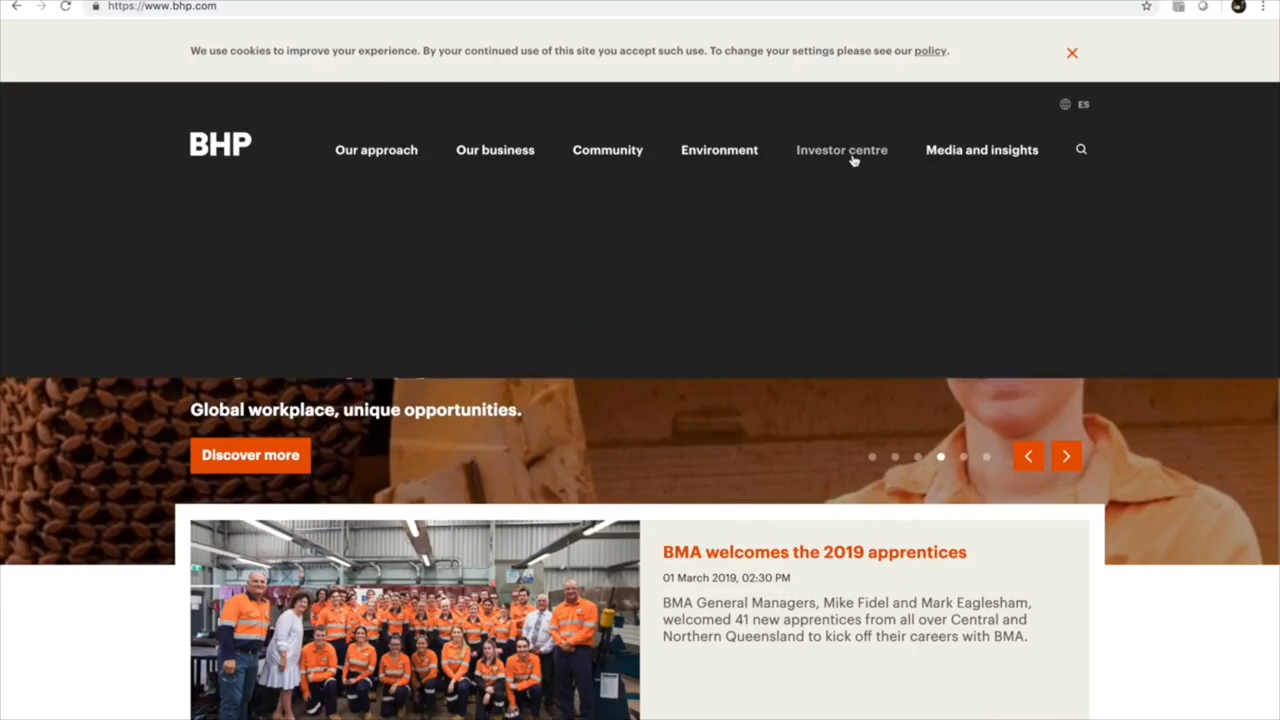 https://www.bhp.com
We use cookies to improve your experience. By your continued use of this site you accept such use. To change your settings please see our policy.
ES
BHP
Our approach
Our business
Community
Environment
Investor centre
Media and insights
Global workplace, unique opportunities.
Discover more
BMA welcomes the 2019 apprentices
01 March 2019, 02:30 PM
BMA General Managers, Mike Fidel and Mark Eaglesham,
welcomed 41 new apprentices from all over Central and
Northern Queensland to kick off their careers with BMA.